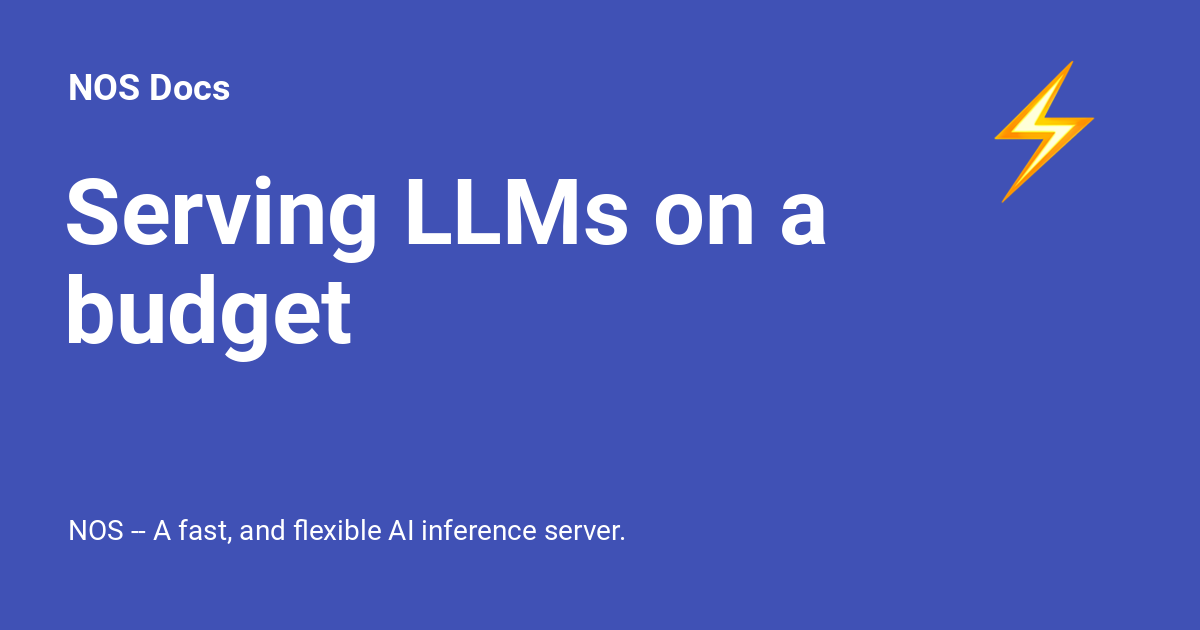 NOS Docs
Serving LLMs on a
budget
NOS -- A fast, and flexible AI inference server.